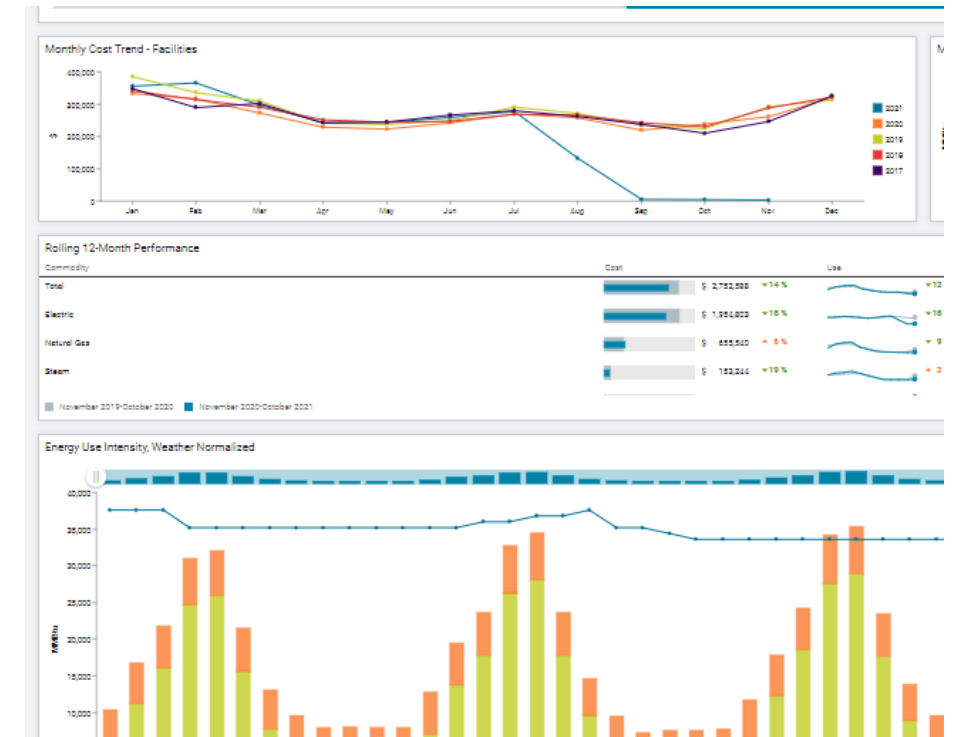 Monthly Cost Trend - Facilities
M
400,000
300,000
$
200,000
100,000
0
Jan Feb Mar Apr May Jun Jul Aug Sep Oct Nov Dec
2021
2020
2019
2018
2017
Rolling 12-Month Performance
Commodity Cost Use
Total $ 2,752,588 ▼14 % ▼12
Electric ▼18 % ▼18
Natural Gas $ 655,540 ▲ 6 % ▼ 9
Steam $ 153,244 ▼19 % ▲ 2
November 2019-October 2020 November 2020-October 2021
Energy Use Intensity, Weather Normalized
40,000
35,000
30,000
25,000
MMBtu
20,000
15,000
10,000